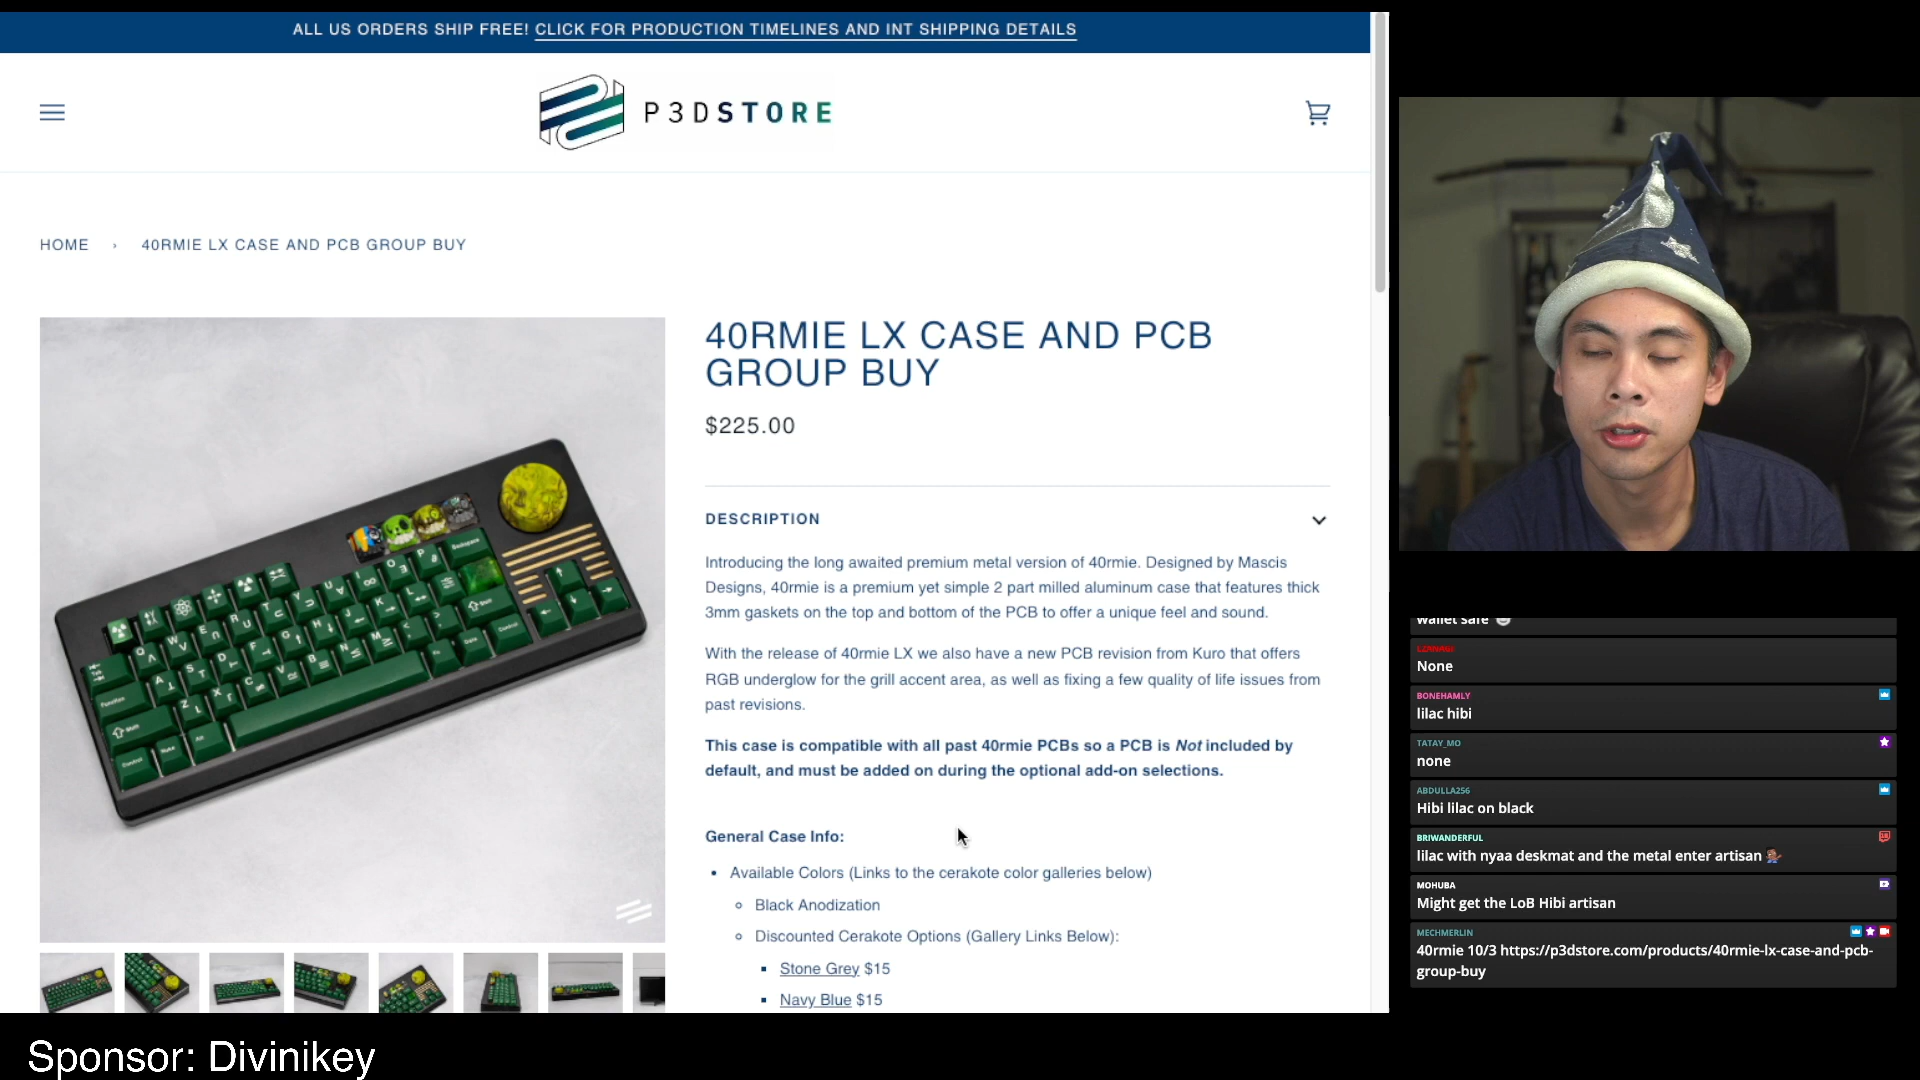 ALL US ORDERS SHIP FREE! CLICK FOR PRODUCTION TIMELINES AND INT SHIPPING DETAILS
P3DSTORE
HOME › 40RMIE LX CASE AND PCB GROUP BUY
40RMIE LX CASE AND PCB
GROUP BUY
$225.00
DESCRIPTION
Introducing the long awaited premium metal version of 40rmie. Designed by Mascis
Designs, 40rmie is a premium yet simple 2 part milled aluminum case that features thick
3mm gaskets on the top and bottom of the PCB to offer a unique feel and sound.
With the release of 40rmie LX we also have a new PCB revision from Kuro that offers
RGB underglow for the grill accent area, as well as fixing a few quality of life issues from
past revisions.
This case is compatible with all past 40rmie PCBs so a PCB is Not included by
default, and must be added on during the optional add-on selections.
General Case Info:
• Available Colors (Links to the cerakote color galleries below)
Black Anodization
Discounted Cerakote Options (Gallery Links Below):
Stone Grey $15
Navy Blue $15
wallet safe
None
BONEHAMLY
lilac hibi
TATAY_MO
none
ABDULLA256
Hibi lilac on black
BRIWANDERFUL
lilac with nyaa deskmat and the metal enter artisan
MOHUBA
Might get the LoB Hibi artisan
MECHMERLIN
40rmie 10/3 https://p3dstore.com/products/40rmie-lx-case-and-pcb-
group-buy
Sponsor: Divinikey